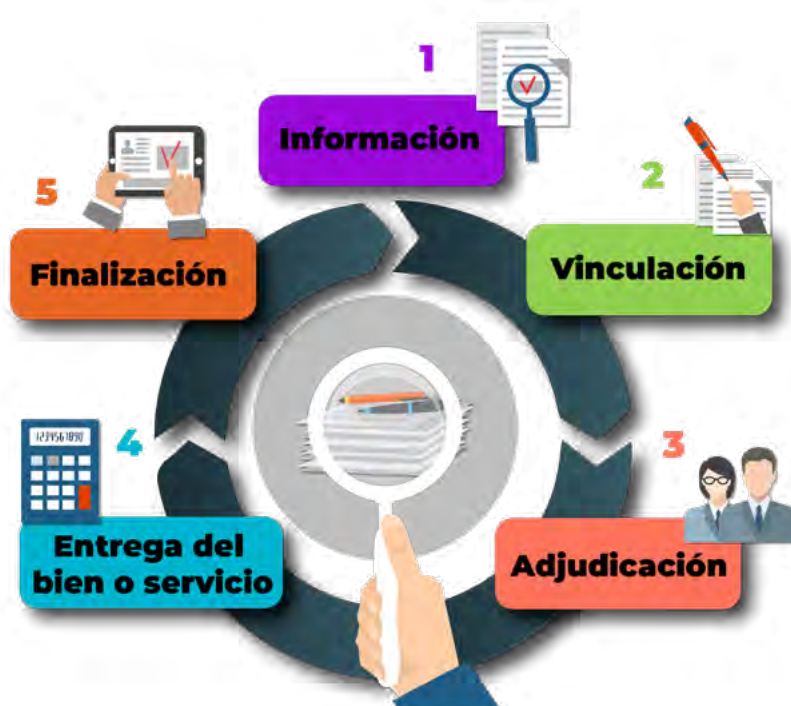 1
Información
2
Vinculación
3
Adjudicación
4
Entrega del
bien o servicio
5
Finalización
1234561890